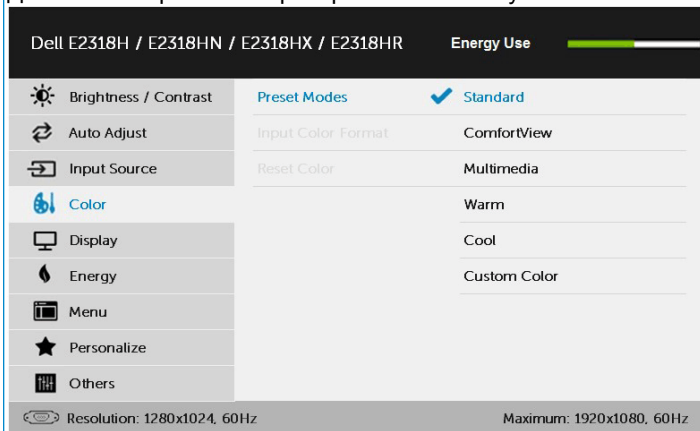 Dell E2318H / E2318HN / E2318HX / E2318HR Energy Use
Brightness / Contrast Preset Modes Standard
Auto Adjust Input Color Format ComfortView
Input Source Reset Color Multimedia
Color Warm
Display Cool
Energy Custom Color
Menu
Personalize
Others
Resolution: 1280x1024, 60Hz Maximum: 1920x1080, 60Hz